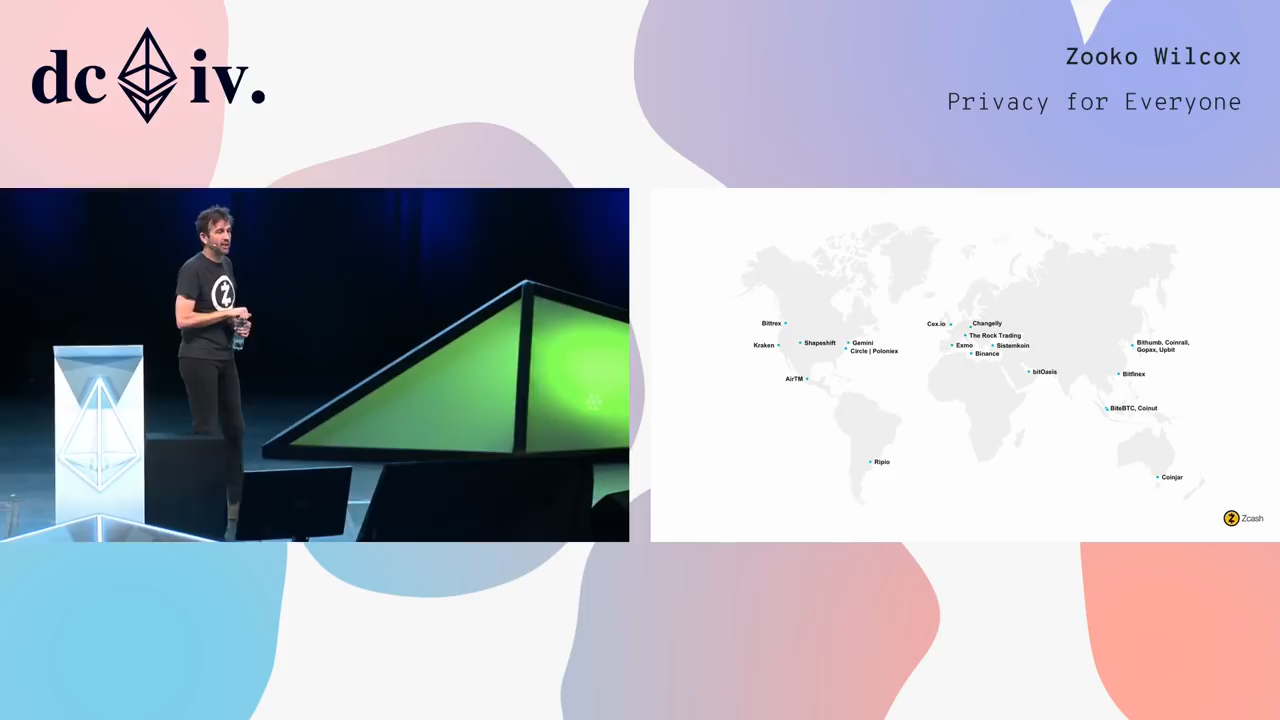 dc iv.
Zooko Wilcox
Privacy for Everyone
Bittrex
Kraken
Shapeshift
Gemini
Circle | Poloniex
AirTM
Ripio
Cex.io
Changelly
The Rock Trading
Exmo
Sistemkoin
Binance
bitOasis
Bithumb, Coinrail,
Gopax, Upbit
Bitfinex
BiteBTC, Coinut
Coinjar
Zcash